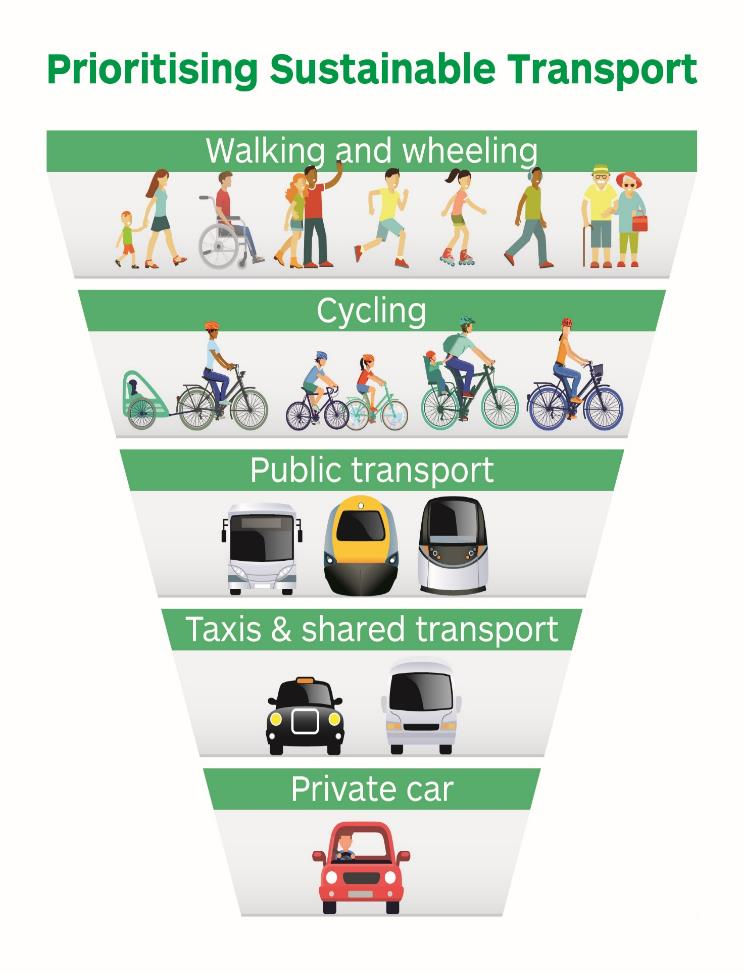 Prioritising Sustainable Transport
Walking and wheeling
Cycling
Public transport
Taxis & shared transport
Private car